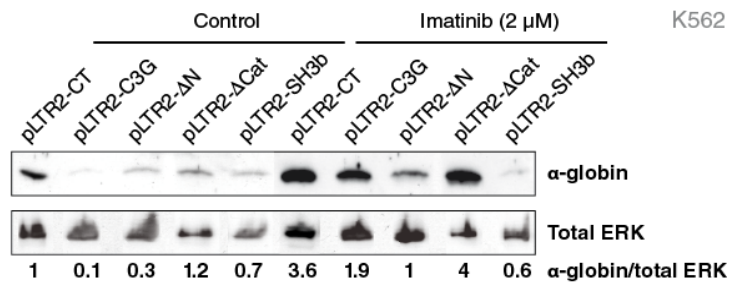 Control Imatinib (2 µM) K562
pLTR2-CT pLTR2-C3G pLTR2-ΔN pLTR2-ΔCat pLTR2-SH3b pLTR2-CT pLTR2-C3G pLTR2-ΔN pLTR2-ΔCat pLTR2-SH3b
α-globin
Total ERK
1 0.1 0.3 1.2 0.7 3.6 1.9 1 4 0.6 α-globin/total ERK